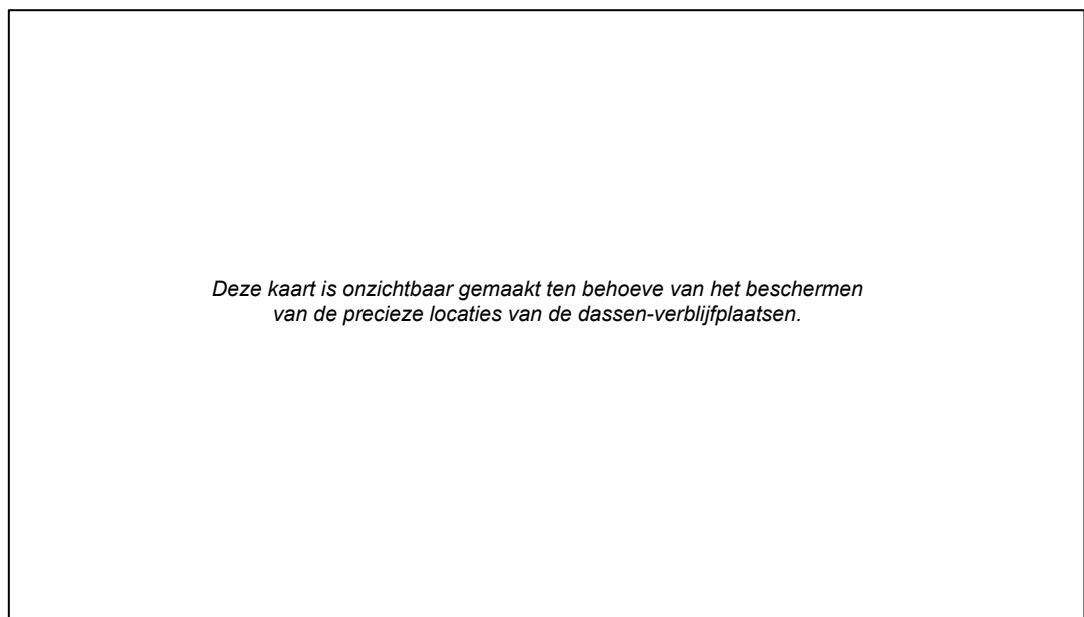 Deze kaart is onzichtbaar gemaakt ten behoeve van het beschermen
van de precieze locaties van de dassen-verblijfplaatsen.